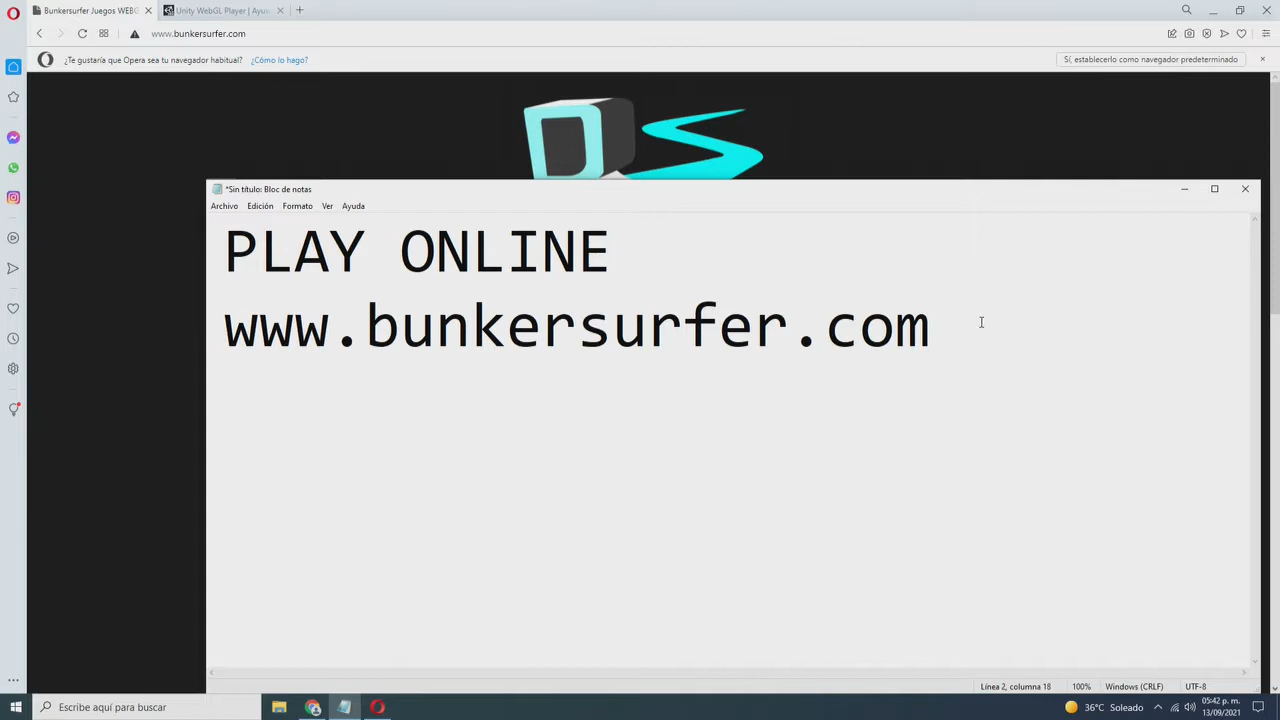 Bunkersurfer Juegos WEBG
Unity WebGL Player | Ayu
www.bunkersurfer.com
¿Te gustaría que Opera sea tu navegador habitual? ¿Cómo lo hago? Sí, establecerlo como navegador predeterminado
*Sin título: Bloc de notas
Archivo Edición Formato Ver Ayuda
PLAY ONLINE
www.bunkersurfer.com
Línea 2, columna 18 100% Windows (CRLF) UTF-8
Escribe aquí para buscar
36°C Soleado
05:42 p. m.
13/09/2021